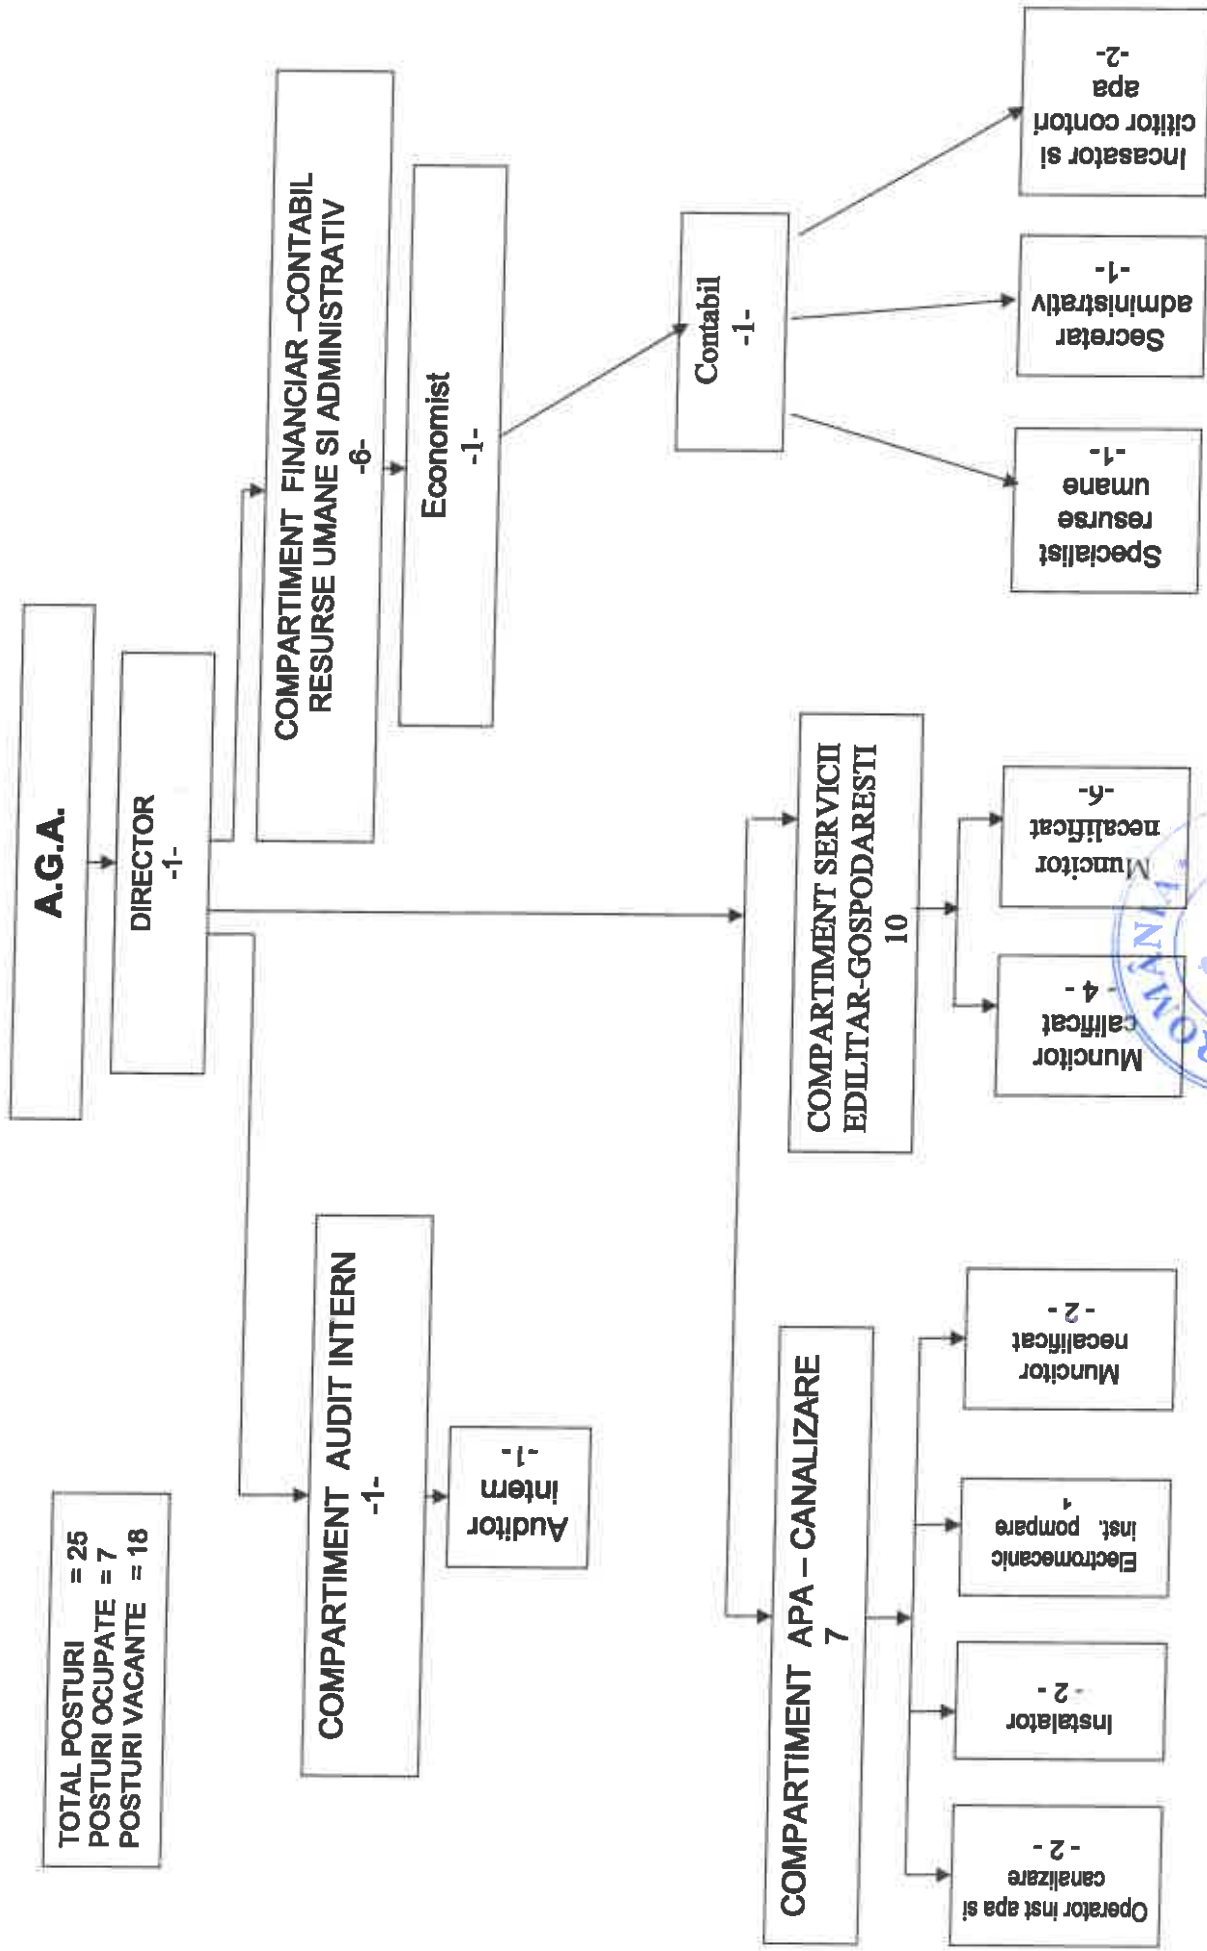 A.G.A.
DIRECTOR
-1-
TOTAL POSTURI = 25
POSTURI OCUPATE = 7
POSTURI VACANTE = 18
COMPARTIMENT AUDIT INTERN
-1-
Auditor
intern
-1-
COMPARTIMENT FINANCIAR –CONTABIL
RESURSE UMANE SI ADMINISTRATIV
-6-
Economist
-1-
Contabil
-1-
Specialist
resurse
umane
-1-
Secretar
administrativ
-1-
Incasator si
cititor contori
apa
-2-
COMPARTIMENT APA – CANALIZARE
7
Operator inst apa si
canalizare
- 2 -
Instalator
- 2 -
Electromecanic
inst. pompare
1
Muncitor
necalificat
- 2 -
COMPARTIMENT SERVICII
EDILITAR-GOSPODARESTI
10
Muncitor
calificat
- 4 -
Muncitor
necalificat
-6-
ROMÂNIA